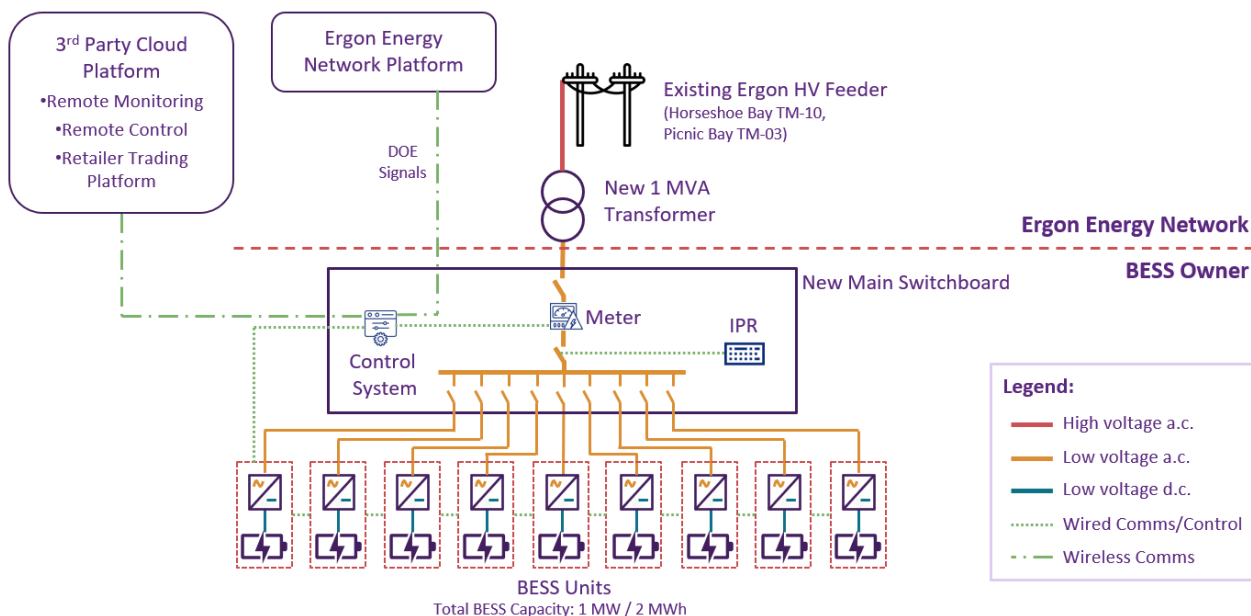 3rd Party Cloud
Platform
•Remote Monitoring
•Remote Control
•Retailer Trading
Platform
Ergon Energy
Network Platform
DOE
Signals
Existing Ergon HV Feeder
(Horseshoe Bay TM-10,
Picnic Bay TM-03)
New 1 MVA
Transformer
Ergon Energy Network
BESS Owner
New Main Switchboard
Meter
IPR
Control
System
Legend:
High voltage a.c.
Low voltage a.c.
Low voltage d.c.
Wired Comms/Control
Wireless Comms
BESS Units
Total BESS Capacity: 1 MW / 2 MWh